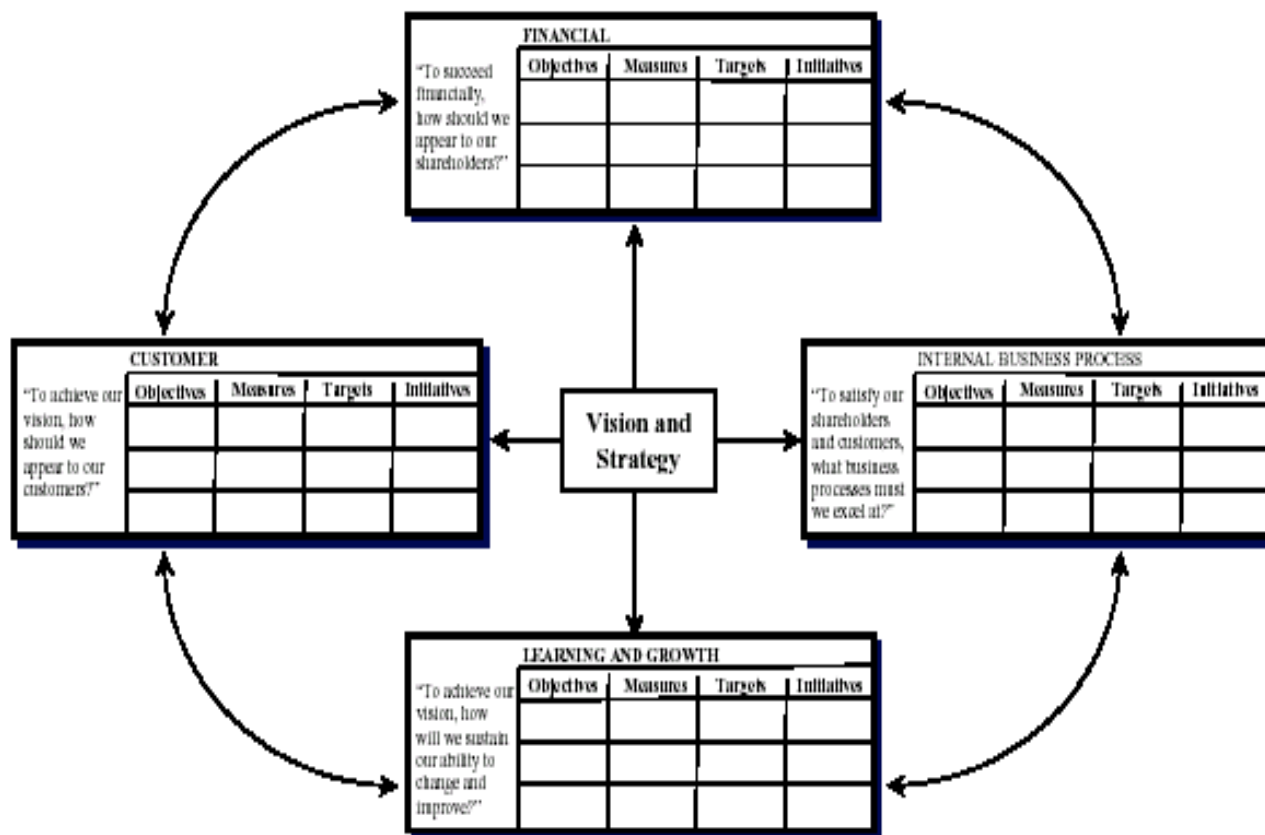 FINANCIAL
Objectives Measures Targets Initiatives
“To succeed
financially,
how should we
appear to our
shareholders?”
CUSTOMER
Objectives Measures Targets Initiatives
“To achieve our
vision, how
should we
appear to our
customers?”
Vision and
Strategy
INTERNAL BUSINESS PROCESS
Objectives Measures Targets Initiatives
“To satisfy our
shareholders
and customers,
what business
processes must
we excel at?”
LEARNING AND GROWTH
Objectives Measures Targets Initiatives
“To achieve our
vision, how
will we sustain
our ability to
change and
improve?”